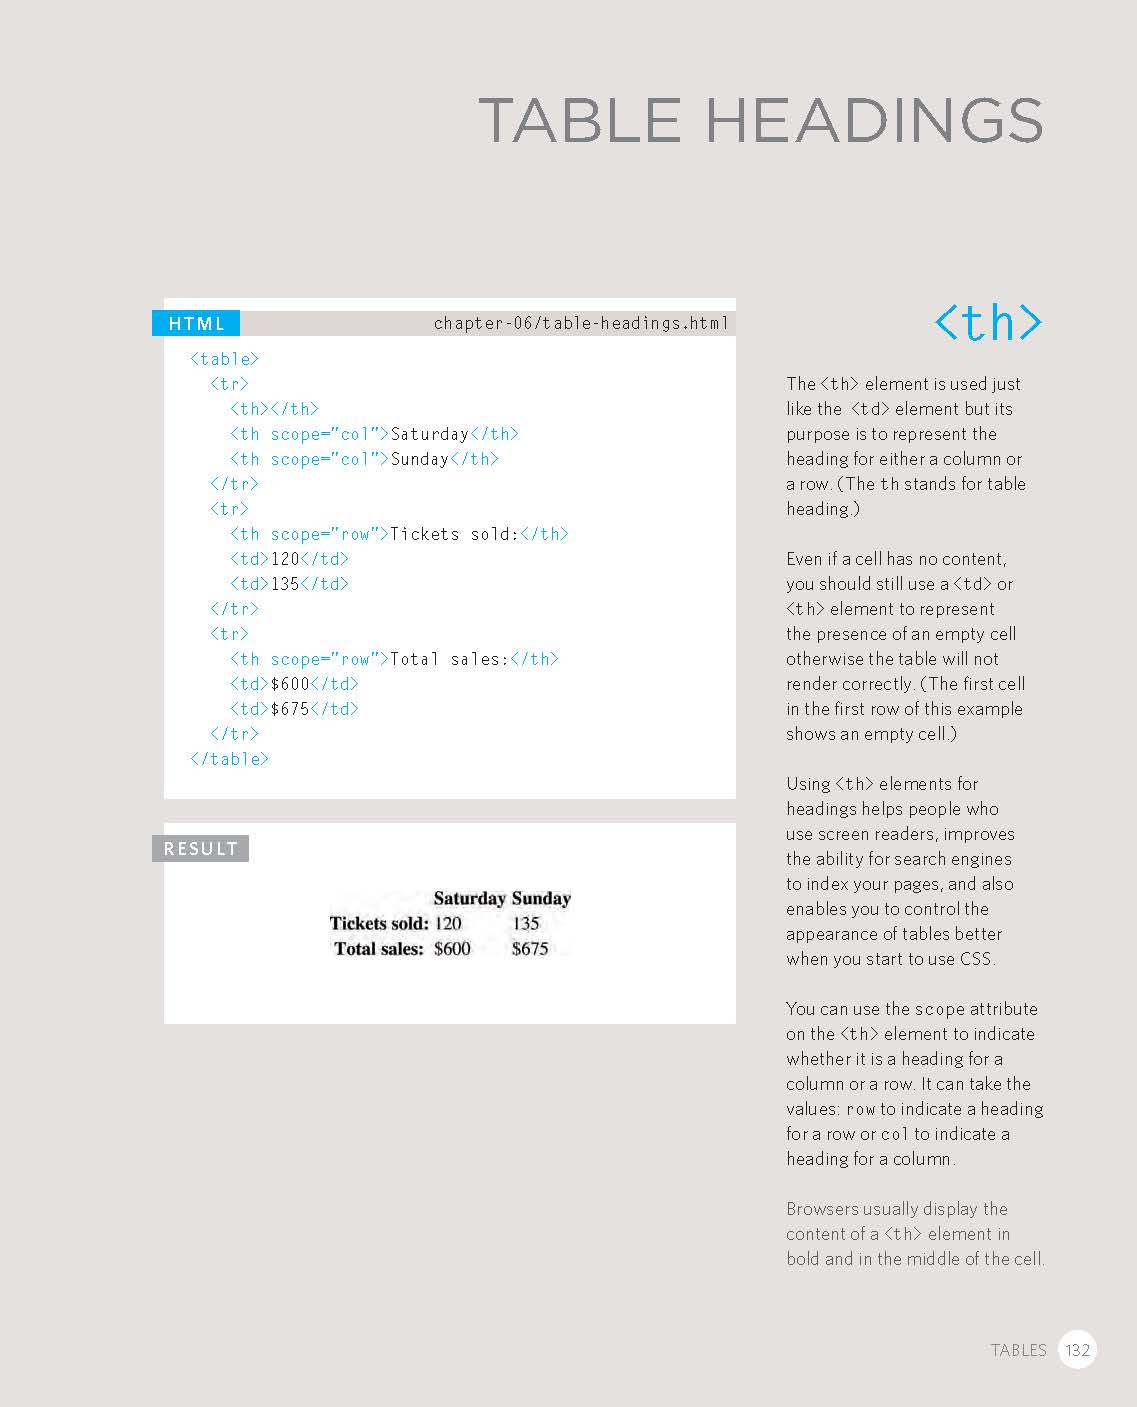 TABLE HEADINGS
HTML
chapter-06/table-headings.html
<table>
<tr>
<th></th>
<th scope="col">Saturday</th>
<th scope="col">Sunday</th>
</tr>
<tr>
<th scope="row">Tickets sold:</th>
<td>120</td>
<td>135</td>
</tr>
<tr>
<th scope="row">Total sales:</th>
<td>$600</td>
<td>$675</td>
</tr>
</table>
RESULT
Saturday Sunday
Tickets sold: 120 135
Total sales: $600 $675
<th>
The <th> element is used just
like the <td> element but its
purpose is to represent the
heading for either a column or
a row. (The th stands for table
heading.)
Even if a cell has no content,
you should still use a <td> or
<th> element to represent
the presence of an empty cell
otherwise the table will not
render correctly. (The first cell
in the first row of this example
shows an empty cell.)
Using <th> elements for
headings helps people who
use screen readers, improves
the ability for search engines
to index your pages, and also
enables you to control the
appearance of tables better
when you start to use CSS.
You can use the scope attribute
on the <th> element to indicate
whether it is a heading for a
column or a row. It can take the
values: row to indicate a heading
for a row or col to indicate a
heading for a column.
Browsers usually display the
content of a <th> element in
bold and in the middle of the cell.
TABLES 132